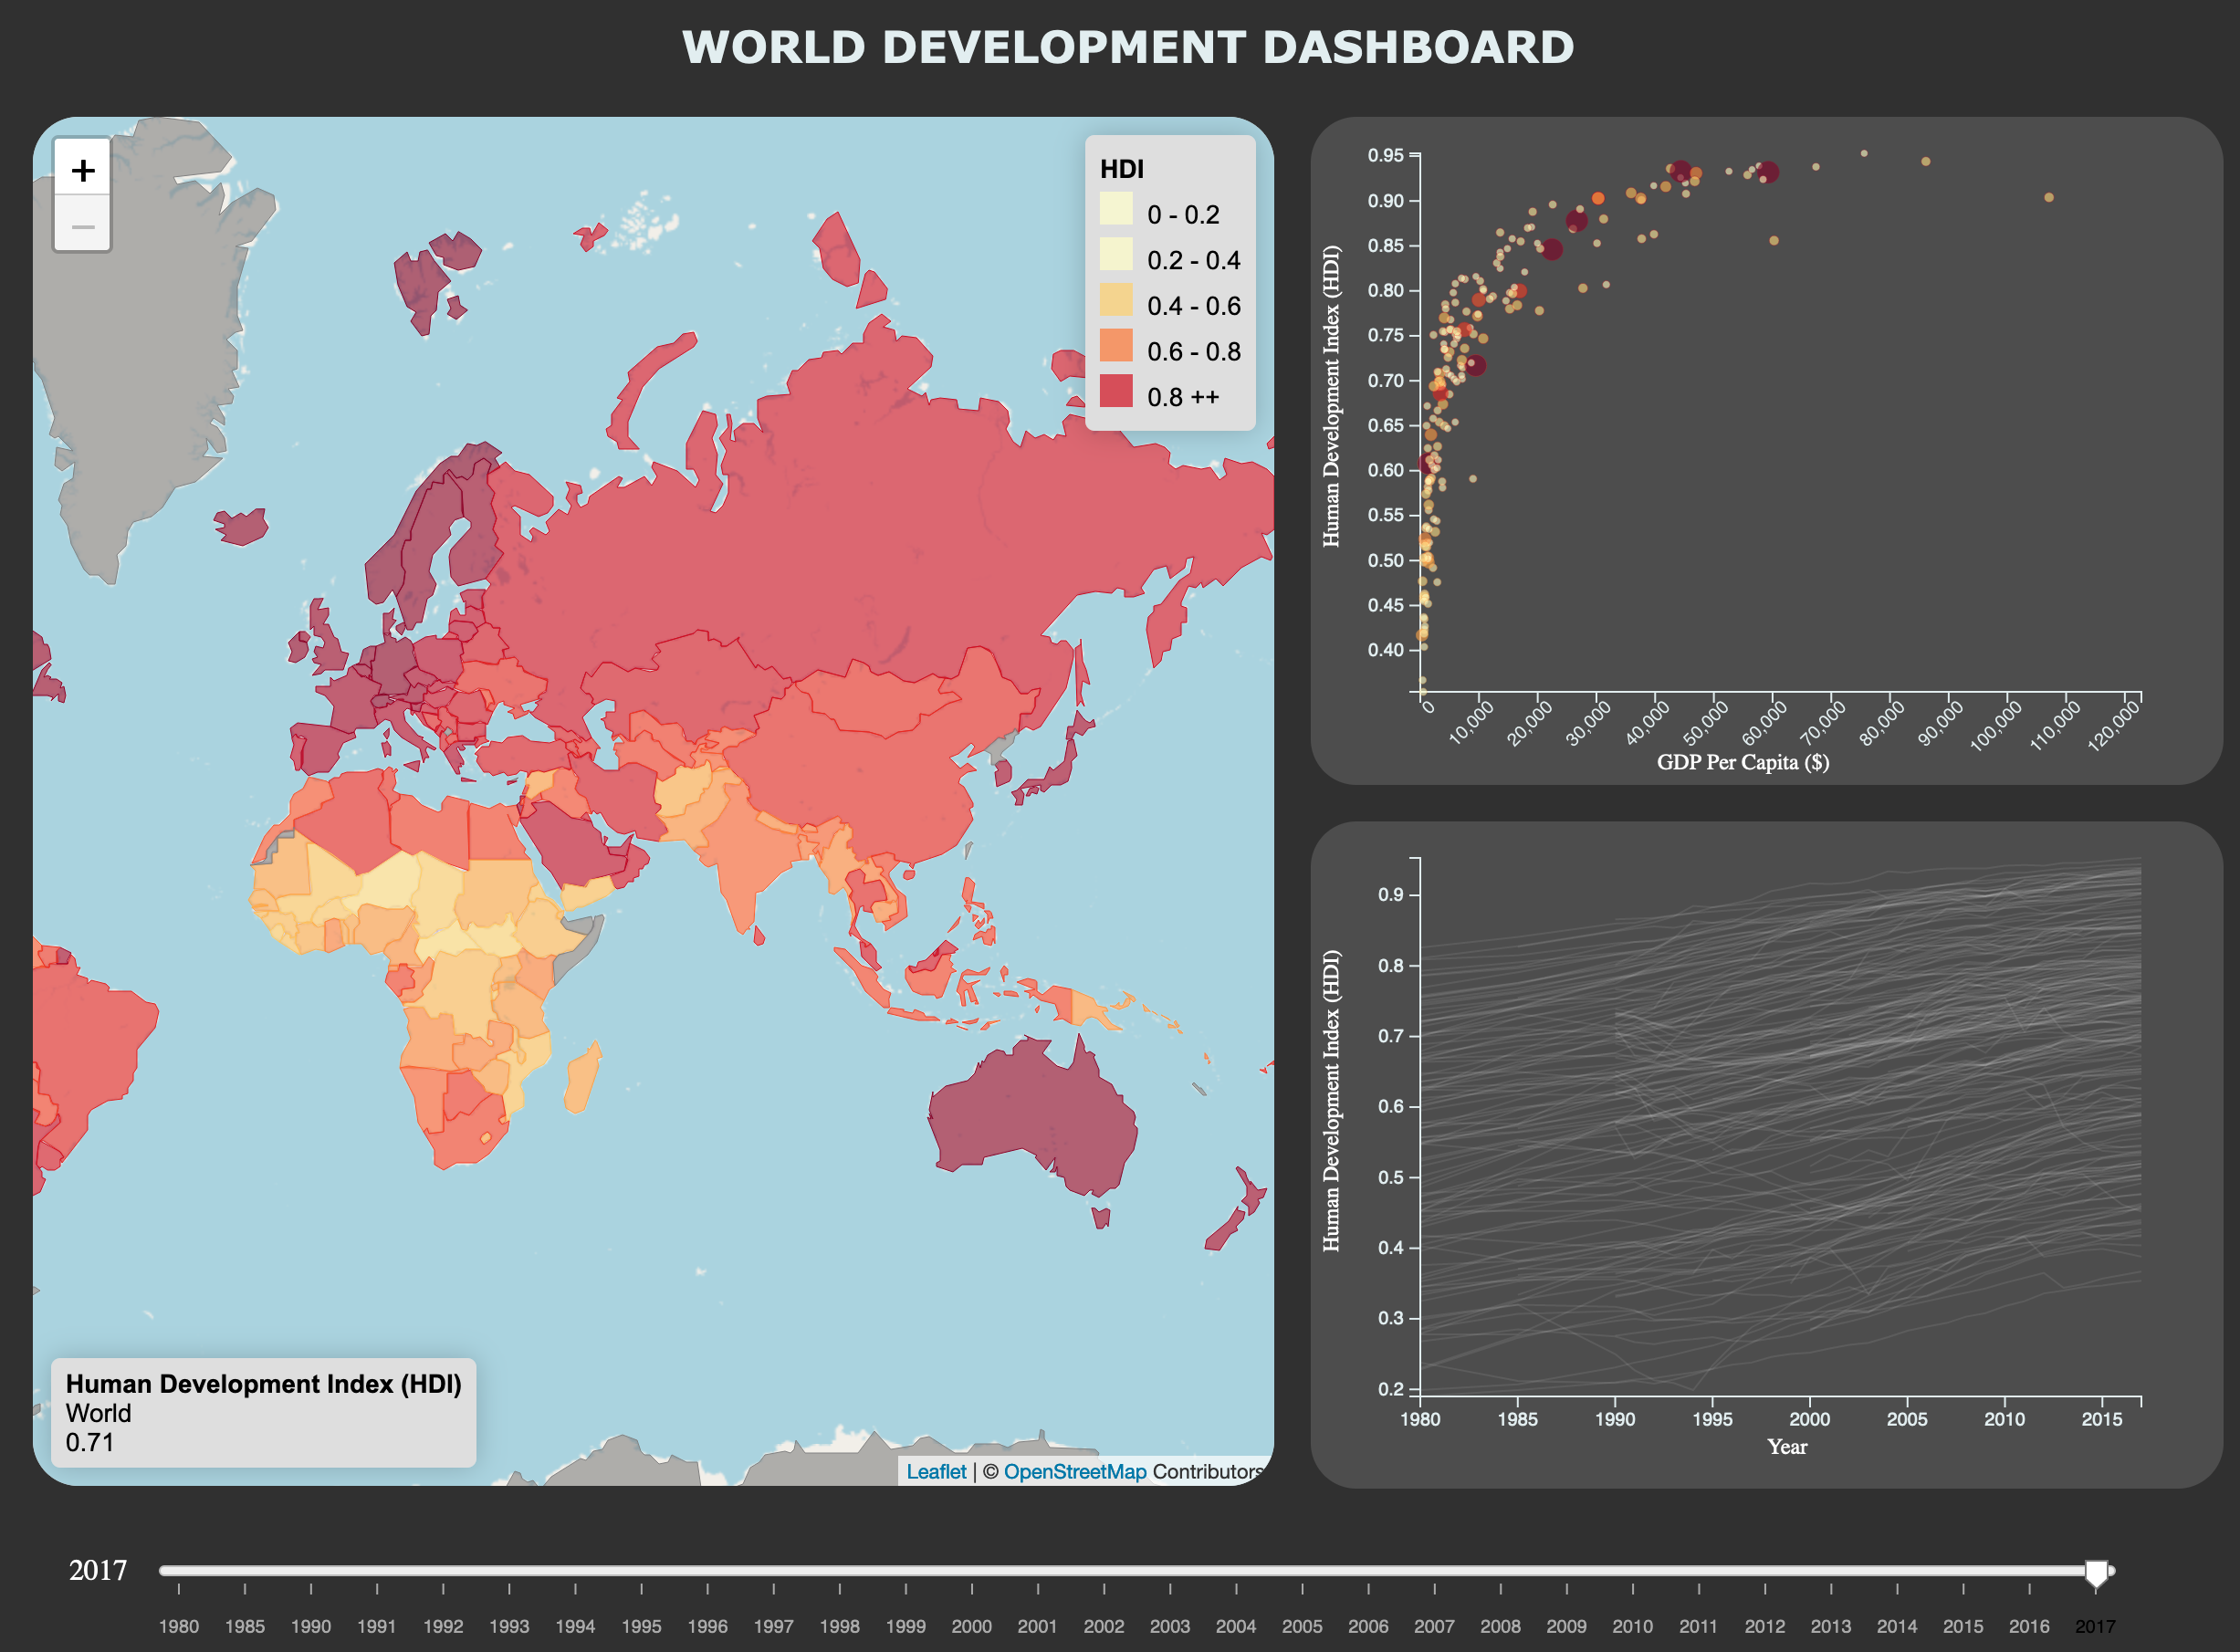 WORLD DEVELOPMENT DASHBOARD
+
−
HDI
0 - 0.2
0.2 - 0.4
0.4 - 0.6
0.6 - 0.8
0.8 ++
Human Development Index (HDI)
World
0.71
Leaflet | © OpenStreetMap Contributors
Human Development Index (HDI)
0.95
0.90
0.85
0.80
0.75
0.70
0.65
0.60
0.55
0.50
0.45
0.40
0
10,000
20,000
30,000
40,000
50,000
60,000
70,000
80,000
90,000
100,000
110,000
120,000
GDP Per Capita ($)
Human Development Index (HDI)
0.9
0.8
0.7
0.6
0.5
0.4
0.3
0.2
1980 1985 1990 1995 2000 2005 2010 2015
Year
2017
1980 1985 1990 1991 1992 1993 1994 1995 1996 1997 1998 1999 2000 2001 2002 2003 2004 2005 2006 2007 2008 2009 2010 2011 2012 2013 2014 2015 2016 2017